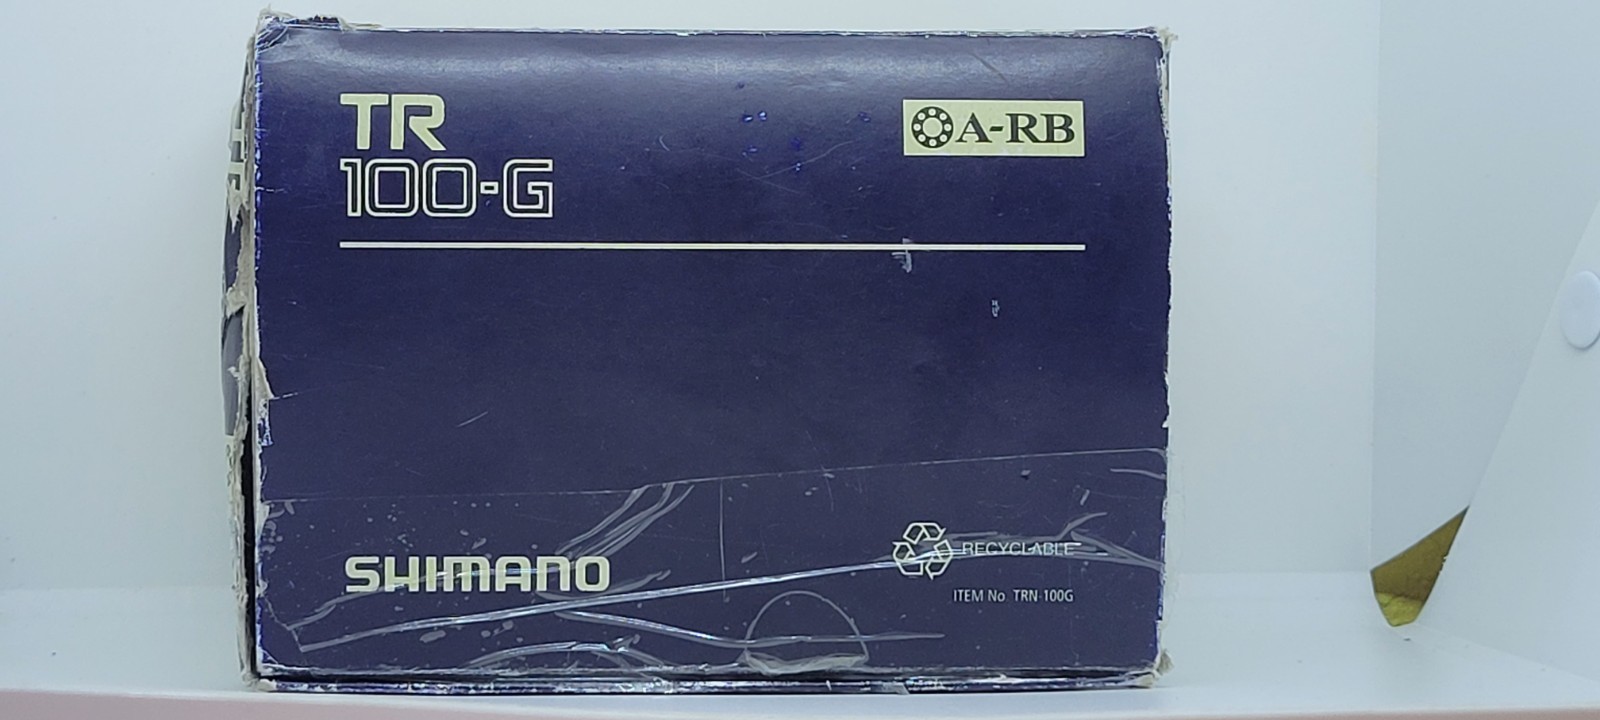 TR
100-G
A-RB
SHIMANO
RECYCLABLE
ITEM No TRN-100G